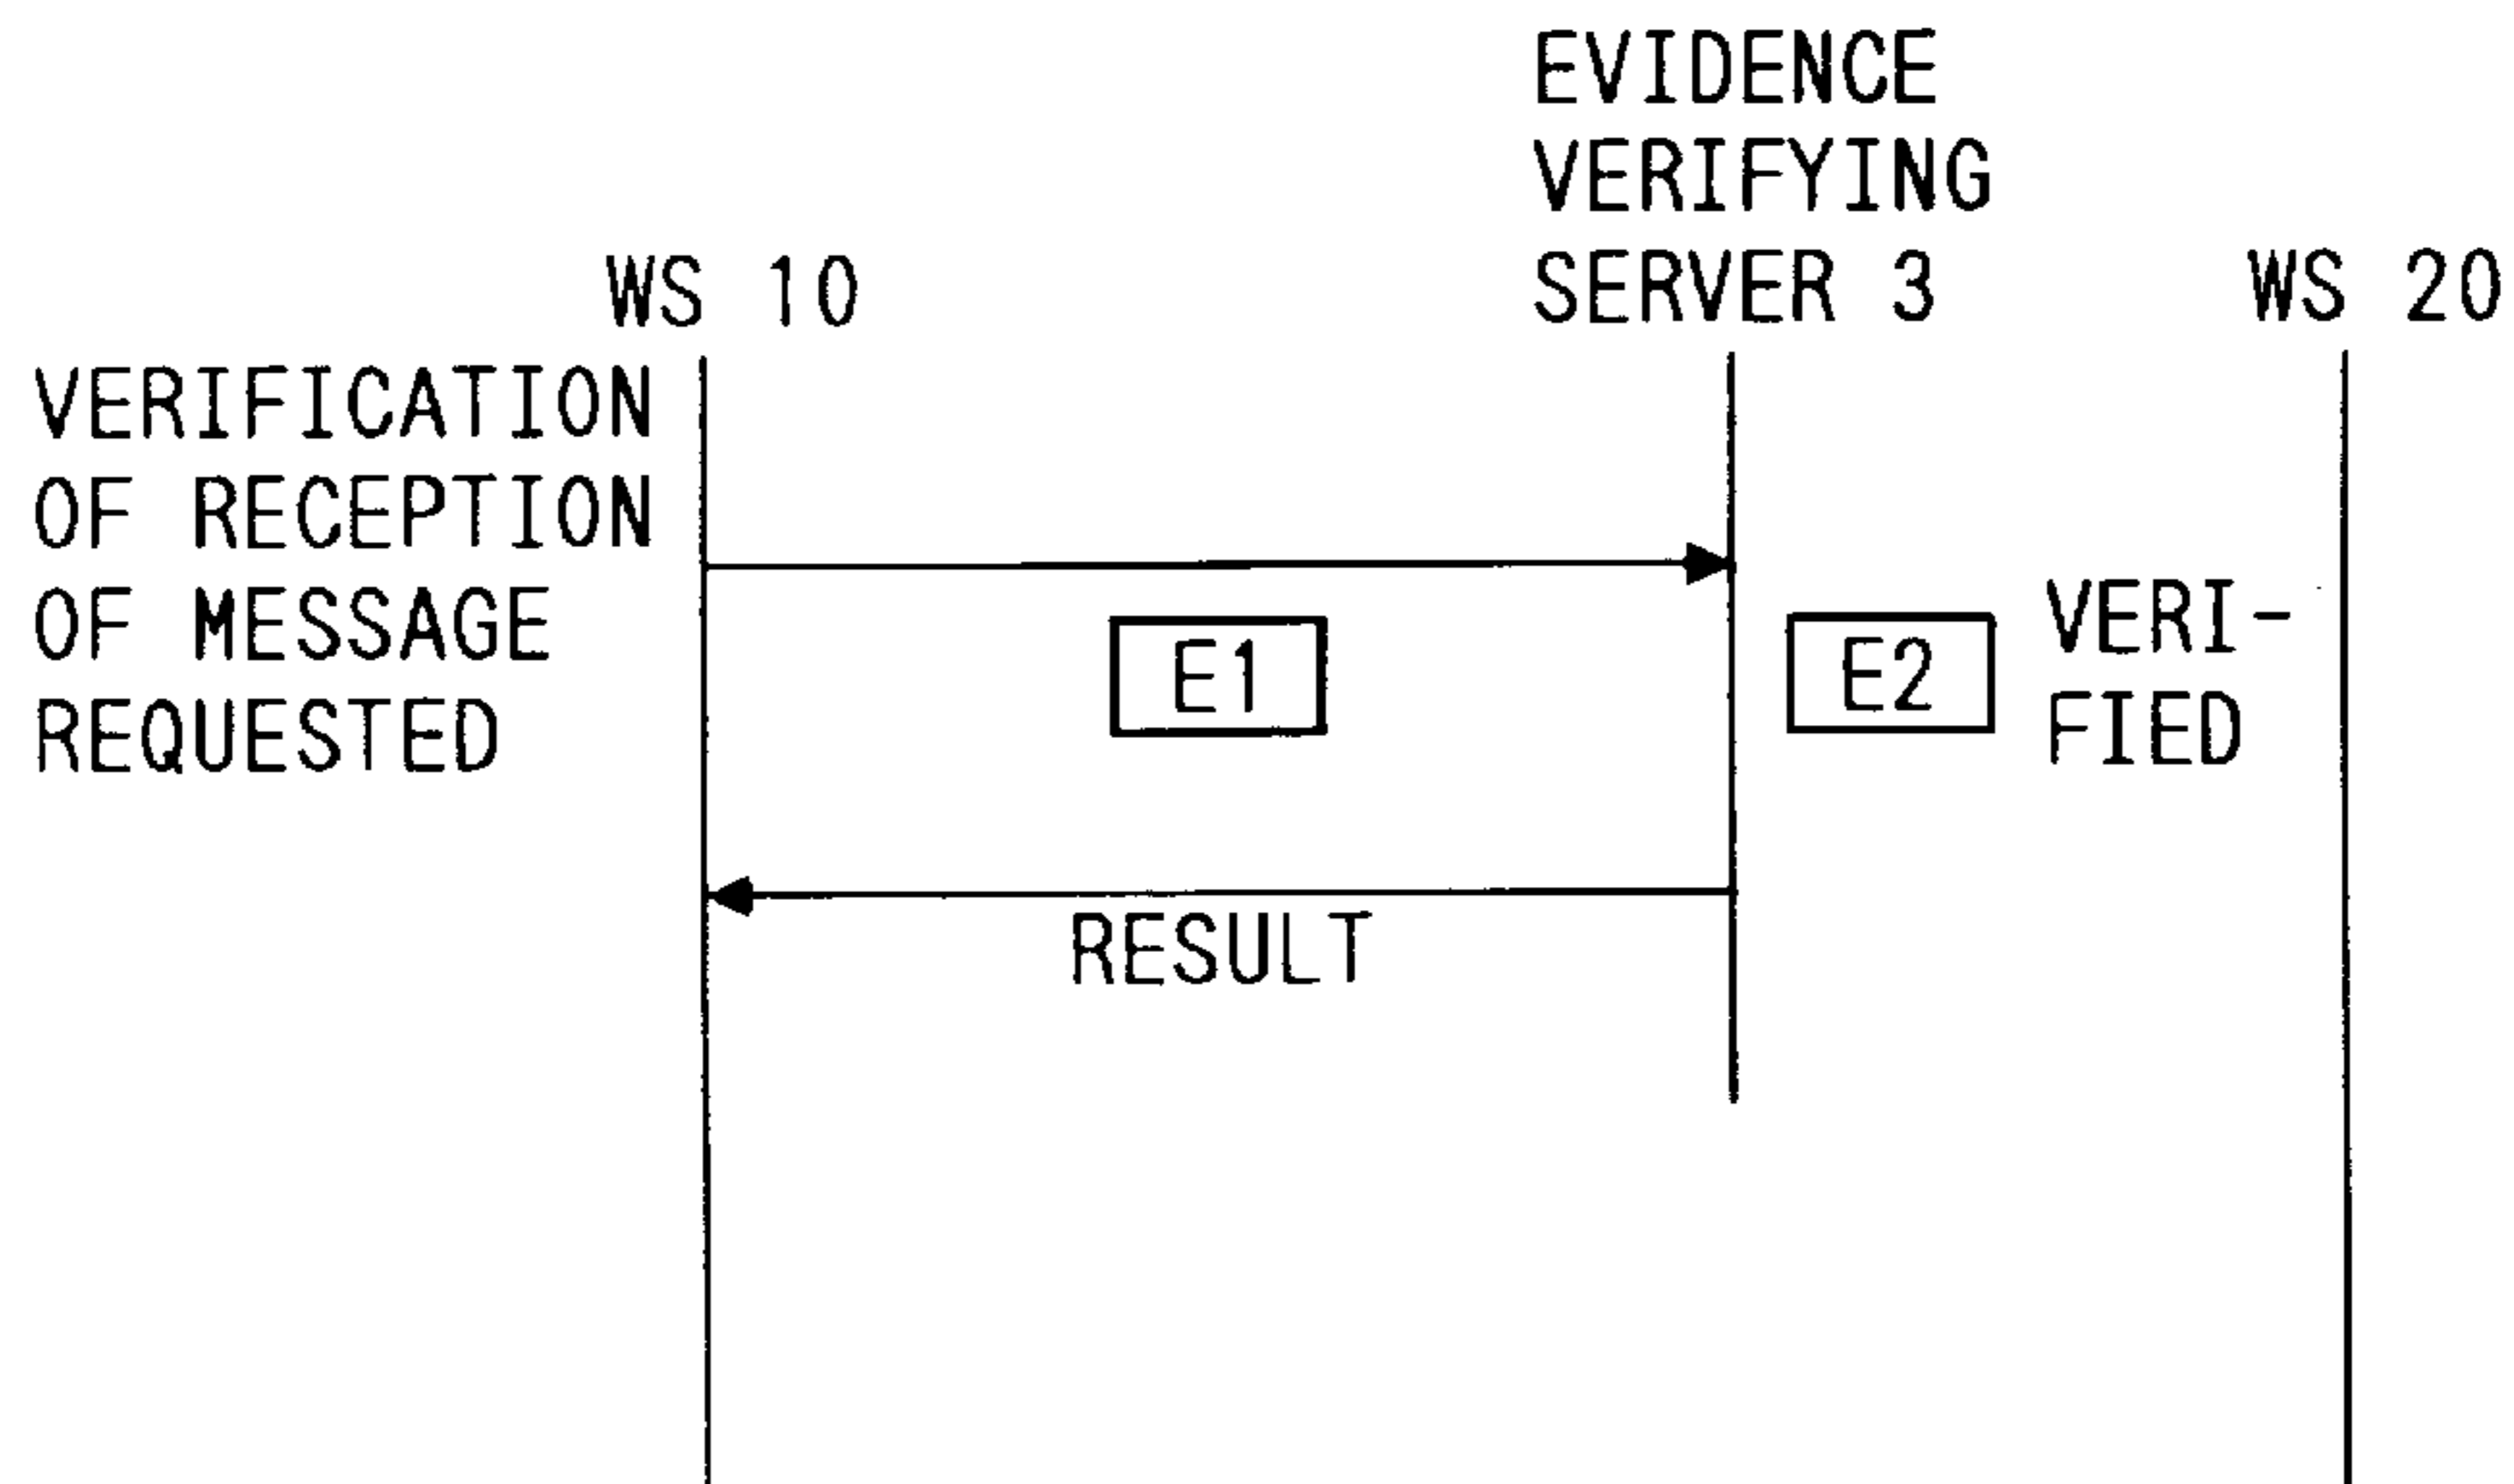 EVIDENCE
VERIFYING
SERVER 3
WS 10
WS 20
VERIFICATION
OF RECEPTION
OF MESSAGE
REQUESTED
E1
E2
VERI-
FIED
RESULT